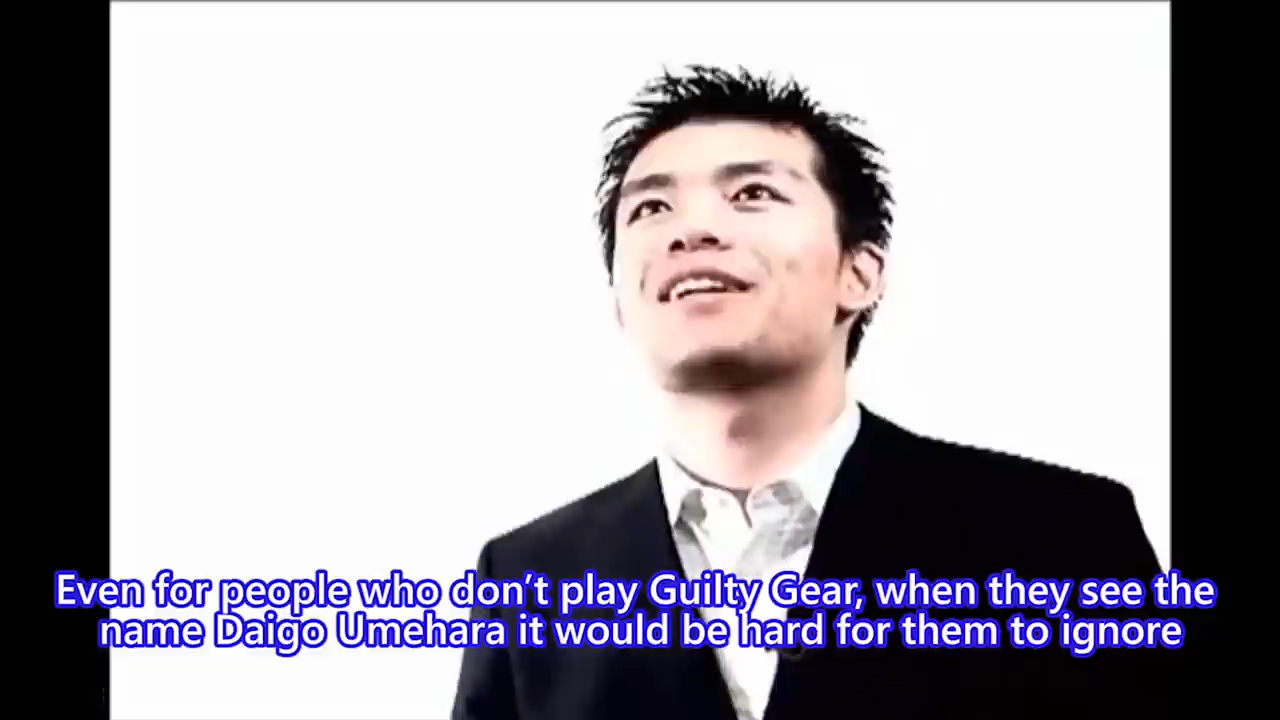 Even for people who don't play Guilty Gear, when they see the
name Daigo Umehara it would be hard for them to ignore